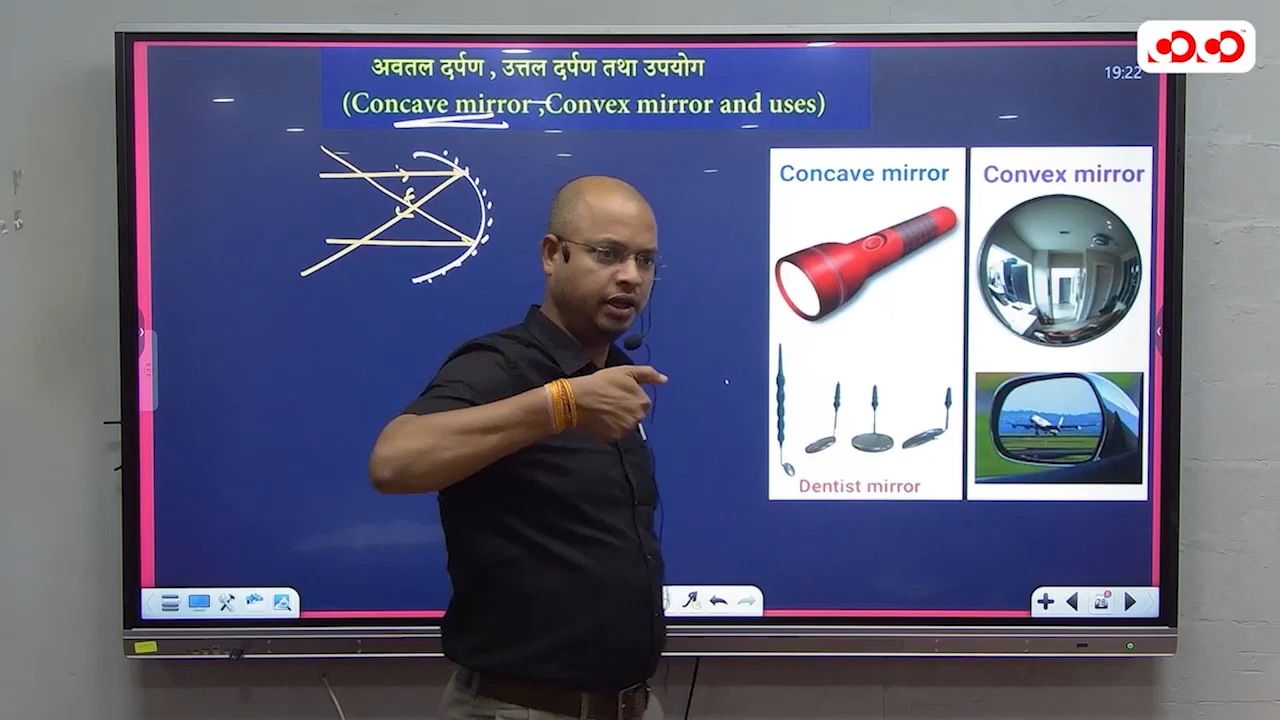 अवतल दर्पण , उत्तल दर्पण तथा उपयोग
(Concave mirror ,Convex mirror and uses)
19:22
Concave mirror
Convex mirror
Dentist mirror
28